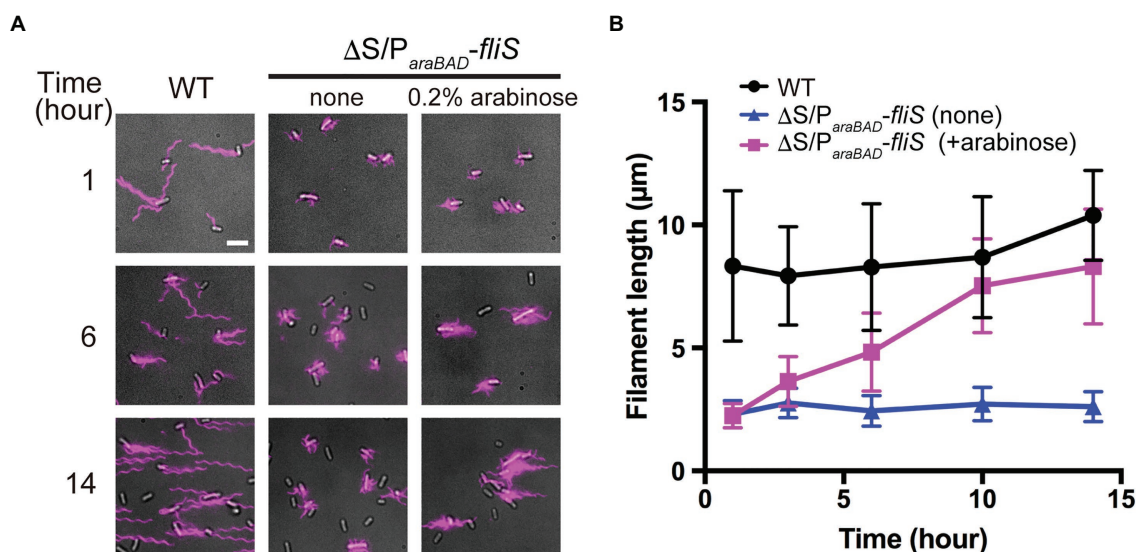 A
Time
(hour)
WT
ΔS/ParaBAD-fliS
none
0.2% arabinose
1
6
14
B
WT
ΔS/ParaBAD-fliS (none)
ΔS/ParaBAD-fliS (+arabinose)
Filament length (μm)
15
10
5
0
0
5
10
15
Time (hour)